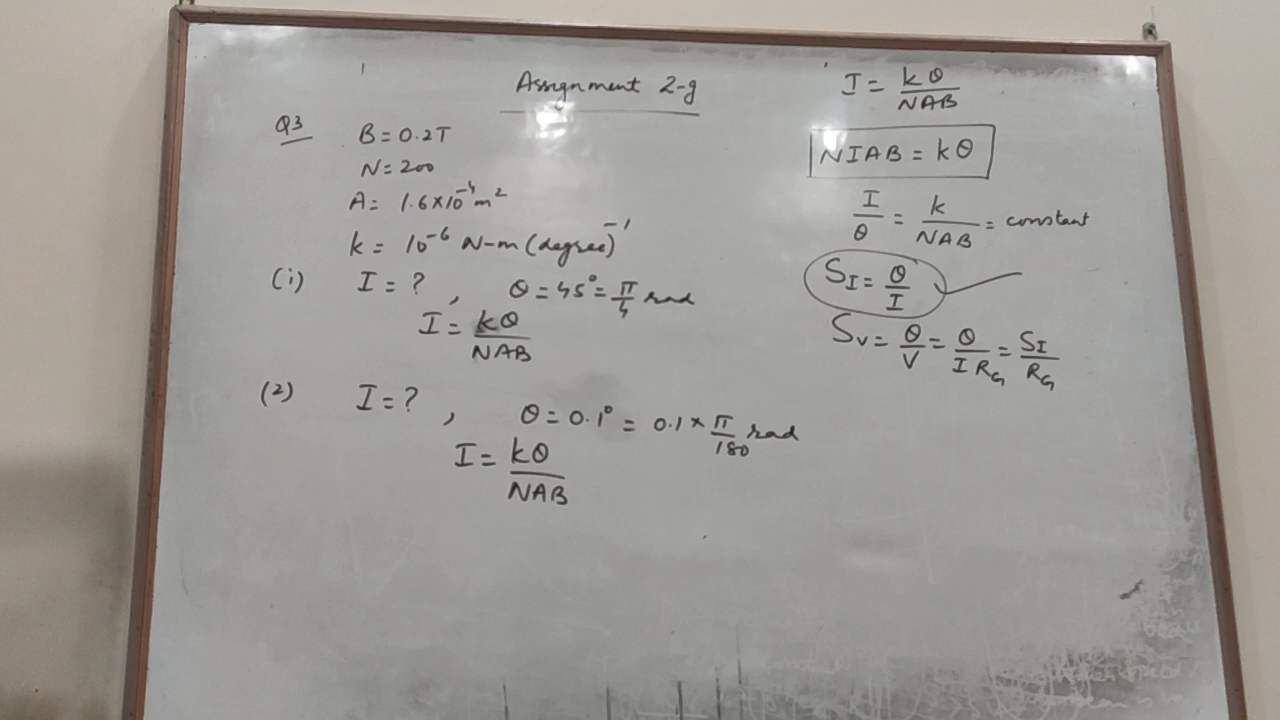 Assignment 2-g
Q3 B = 0.2T
N = 200
A = 1.6×10⁻⁴ m²
k = 10⁻⁶ N-m (degree)⁻¹
(i) I = ? , θ = 45° = π/4 rad
I = kθ/NAB
(2) I = ? , θ = 0.1° = 0.1 × π/180 rad
I = kθ/NAB
I = kθ/NAB
NIAB = kθ
I/θ = k/NAB = constant
S_I = θ/I
S_V = θ/V = θ/IR_G = S_I/R_G